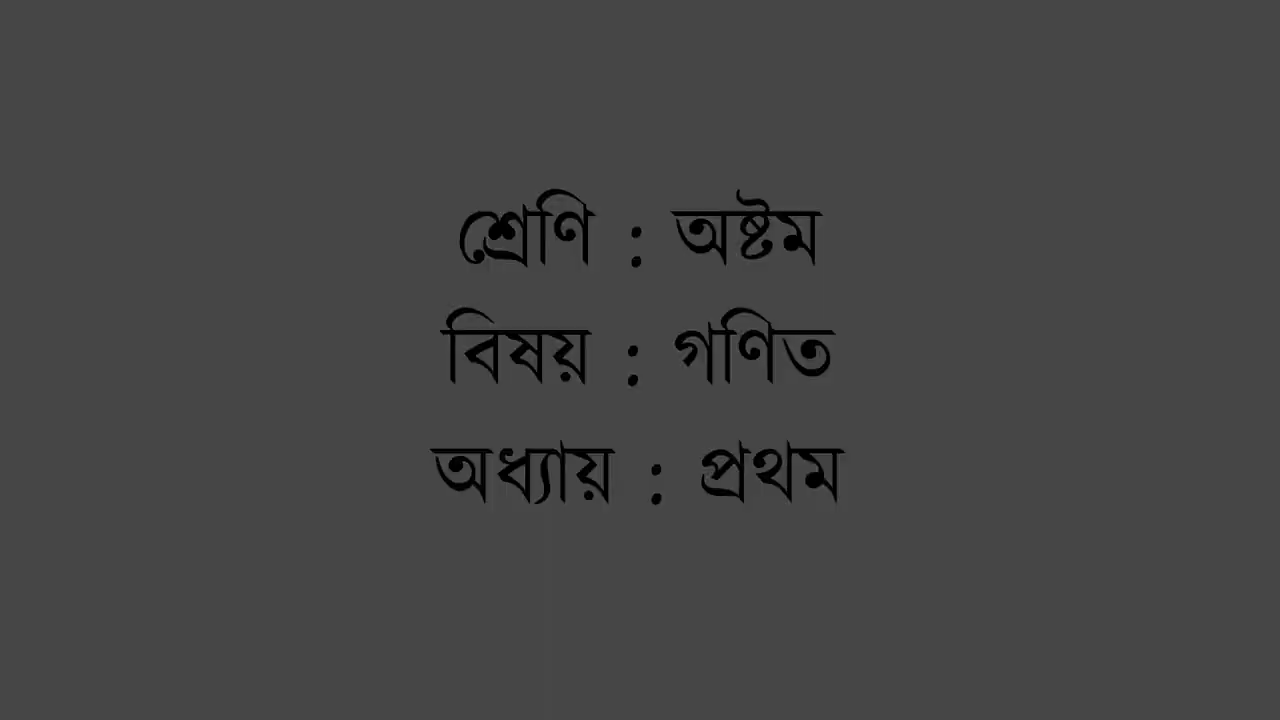 শ্রেণি : অষ্টম
বিষয় : গণিত
অধ্যায় : প্রথম